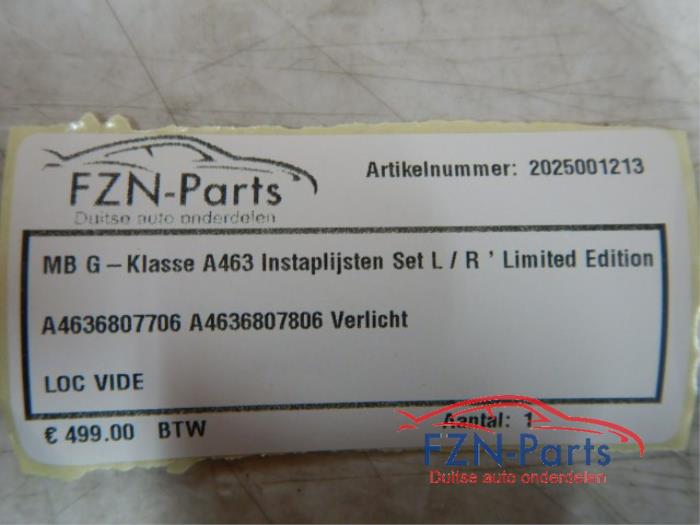 FZN-Parts
Duitse auto onderdelen
Artikelnummer: 2025001213
MB G – Klasse A463 Instaplijsten Set L / R ' Limited Edition
A4636807706 A4636807806 Verlicht
LOC VIDE
€ 499.00 BTW
Aantal: 1
FZN-Parts
Duitse auto onderdelen